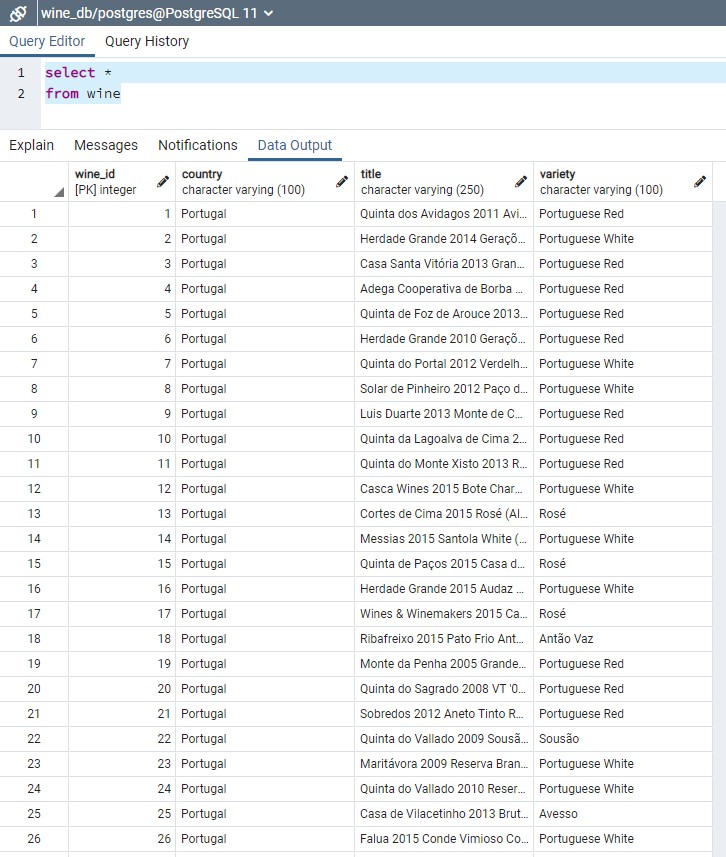 wine_db/postgres@PostgreSQL 11
Query Editor Query History
1 select *
2 from wine
Explain Messages Notifications Data Output
wine_id country title variety
[PK] integer character varying (100) character varying (250) character varying (100)
1 1 Portugal Quinta dos Avidagos 2011 Avi... Portuguese Red
2 2 Portugal Herdade Grande 2014 Geraçõ... Portuguese White
3 3 Portugal Casa Santa Vitória 2013 Gran... Portuguese Red
4 4 Portugal Adega Cooperativa de Borba ... Portuguese Red
5 5 Portugal Quinta de Foz de Arouce 2013... Portuguese Red
6 6 Portugal Herdade Grande 2010 Geraçõ... Portuguese Red
7 7 Portugal Quinta do Portal 2012 Verdelh... Portuguese White
8 8 Portugal Solar de Pinheiro 2012 Paço d... Portuguese White
9 9 Portugal Luis Duarte 2013 Monte de C... Portuguese Red
10 10 Portugal Quinta da Lagoalva de Cima 2... Portuguese Red
11 11 Portugal Quinta do Monte Xisto 2013 R... Portuguese Red
12 12 Portugal Casca Wines 2015 Bote Char... Portuguese White
13 13 Portugal Cortes de Cima 2015 Rosé (Al... Rosé
14 14 Portugal Messias 2015 Santola White (... Portuguese White
15 15 Portugal Quinta de Paços 2015 Casa d... Rosé
16 16 Portugal Herdade Grande 2015 Audaz ... Portuguese White
17 17 Portugal Wines & Winemakers 2015 Ca... Rosé
18 18 Portugal Ribafreixo 2015 Pato Frio Ant... Antão Vaz
19 19 Portugal Monte da Penha 2005 Grande... Portuguese Red
20 20 Portugal Quinta do Sagrado 2008 VT '0... Portuguese Red
21 21 Portugal Sobredos 2012 Aneto Tinto R... Portuguese Red
22 22 Portugal Quinta do Vallado 2009 Sousã... Sousão
23 23 Portugal Maritávora 2009 Reserva Bran... Portuguese White
24 24 Portugal Quinta do Vallado 2010 Reser... Portuguese White
25 25 Portugal Casa de Vilacetinho 2013 Brut... Avesso
26 26 Portugal Falua 2015 Conde Vimioso Co... Portuguese White